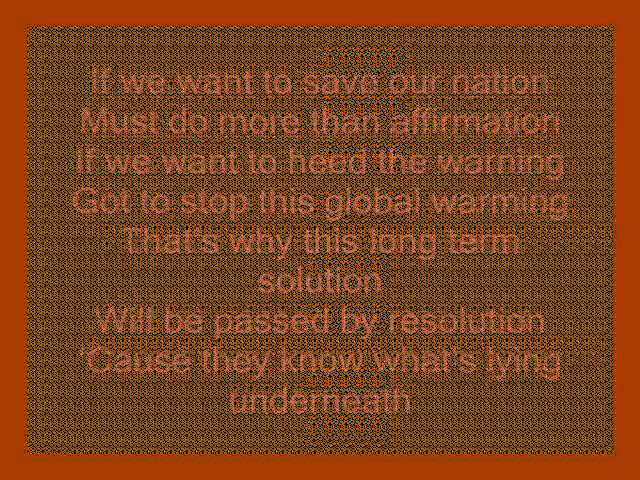 If we want to save our nation
Must do more than affirmation
If we want to heed the warning
Got to stop this global warming
That's why this long term
solution
Will be passed by resolution
'Cause they know what's lying
underneath